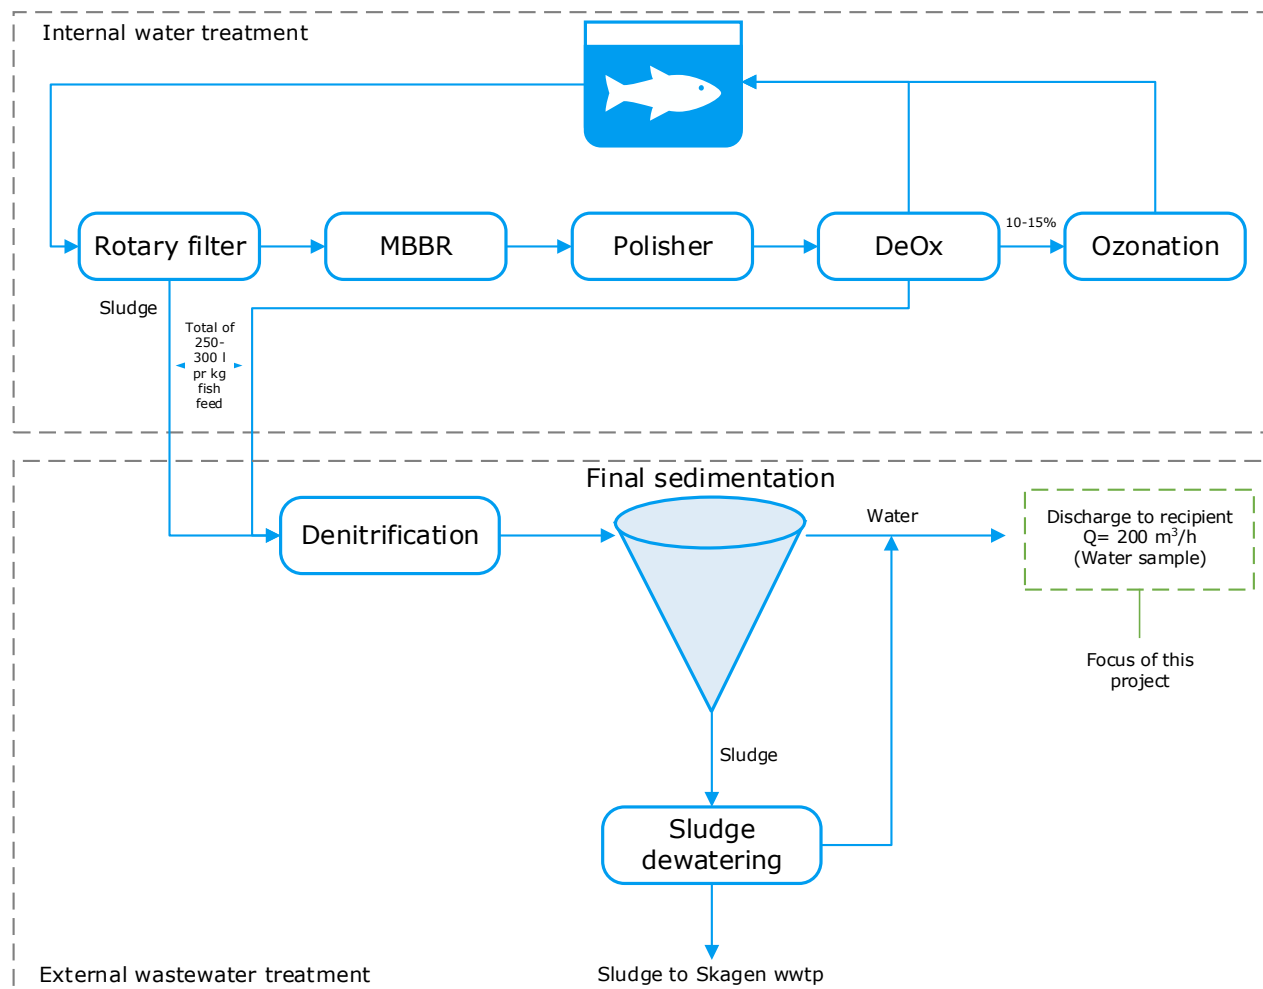 Internal water treatment
Rotary filter
MBBR
Polisher
DeOx
10-15%
Ozonation
Sludge
Total of
250-
300 l
pr kg
fish
feed
Final sedimentation
Denitrification
Water
Discharge to recipient
Q= 200 m³/h
(Water sample)
Focus of this
project
Sludge
Sludge
dewatering
External wastewater treatment
Sludge to Skagen wwtp